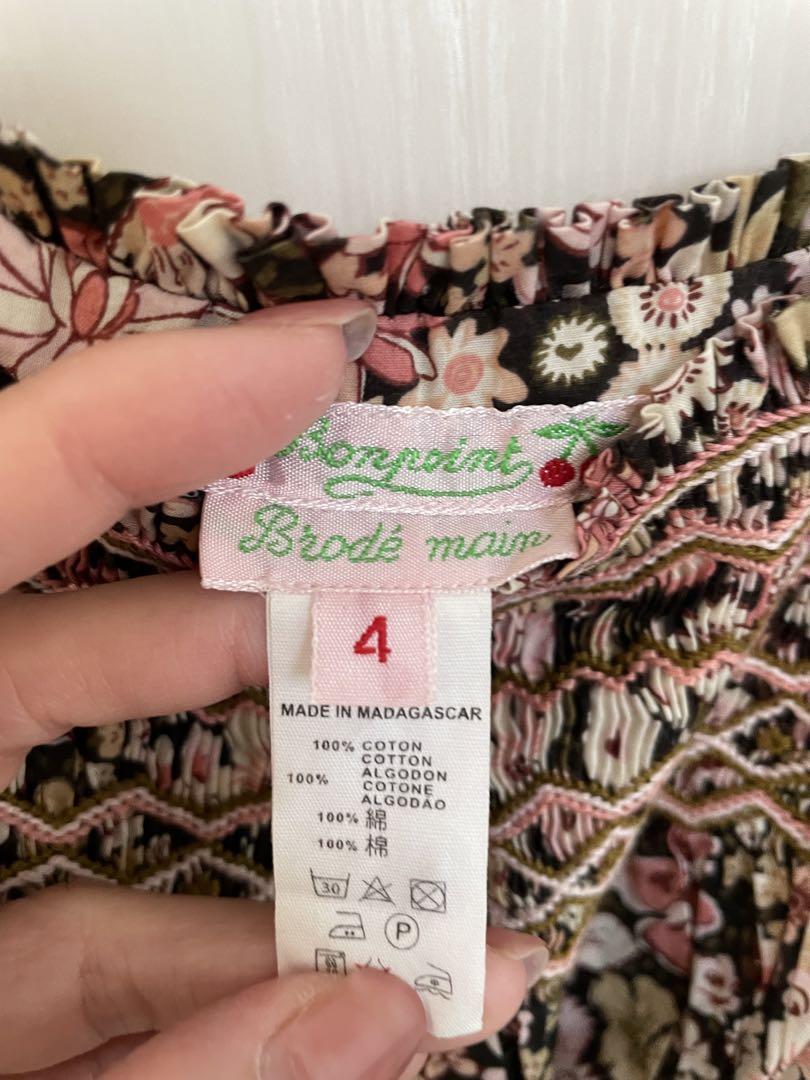 Bonpoint
Brodé main
4
MADE IN MADAGASCAR
100% COTON
COTTON
100% ALGODON
COTONE
ALGODÃO
100% 綿
100% 棉
30
P